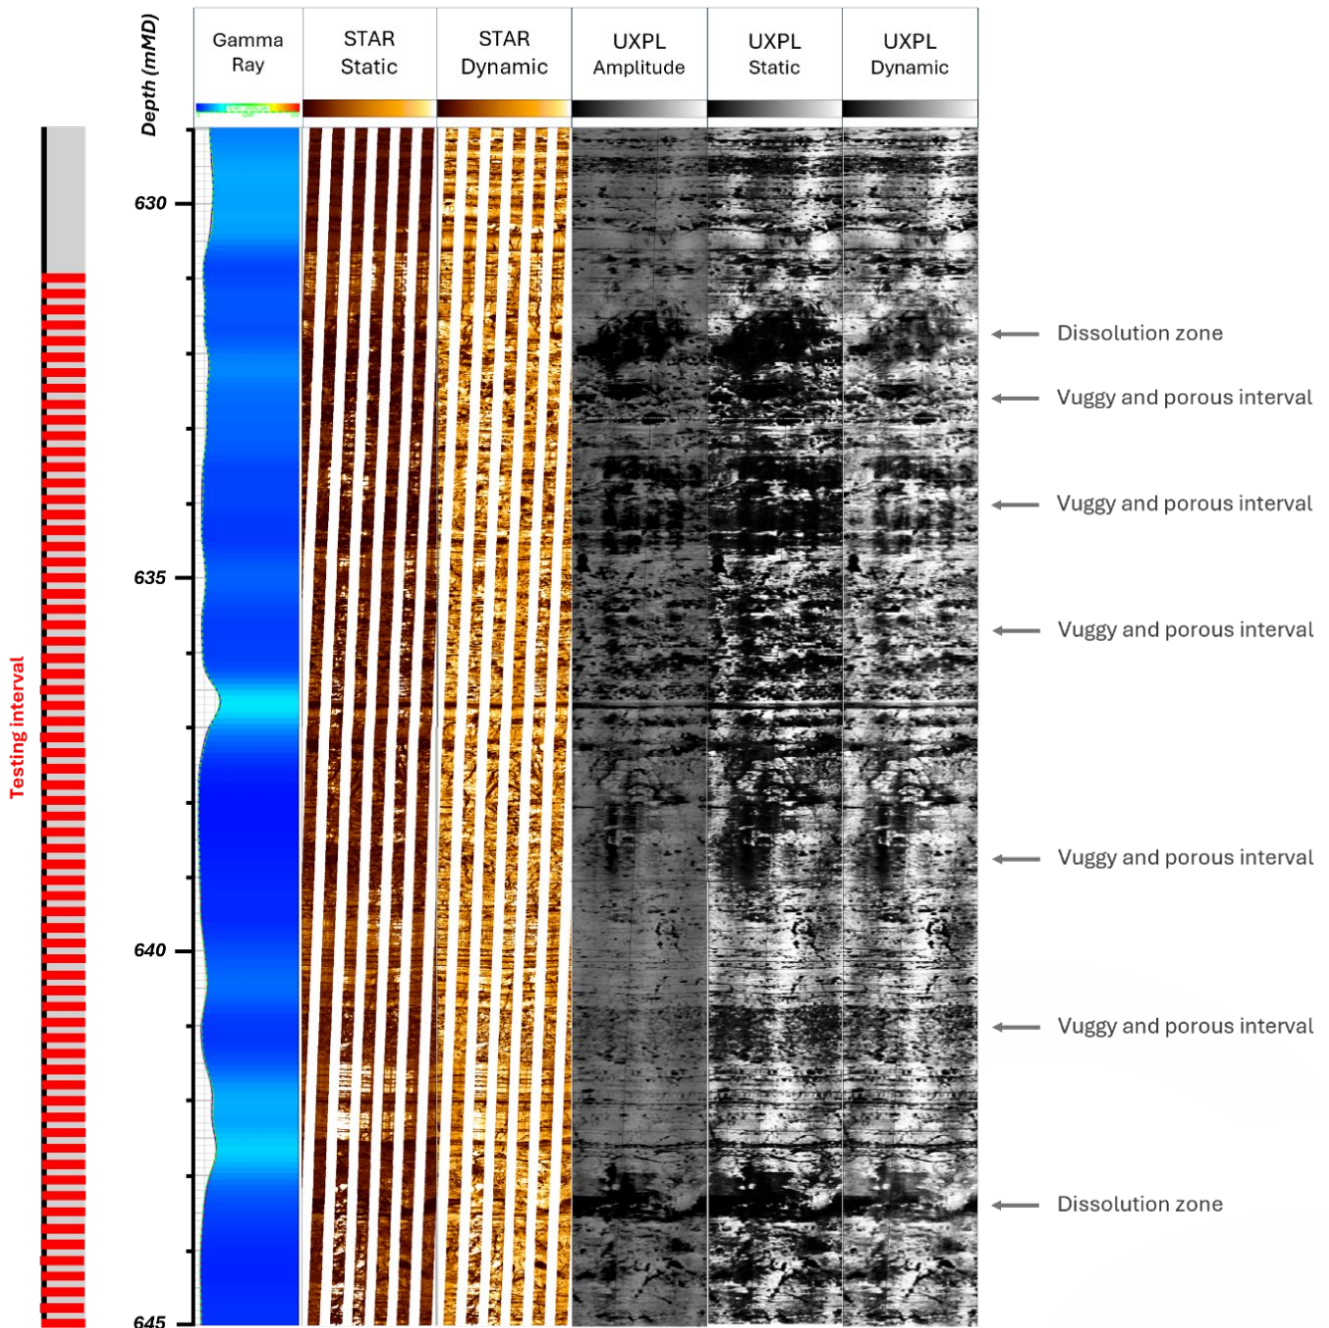 Depth (mMD)
Gamma
Ray
STAR
Static
STAR
Dynamic
UXPL
Amplitude
UXPL
Static
UXPL
Dynamic
630
Dissolution zone
Vuggy and porous interval
Vuggy and porous interval
635
Vuggy and porous interval
Testing interval
Vuggy and porous interval
640
Vuggy and porous interval
Dissolution zone
645